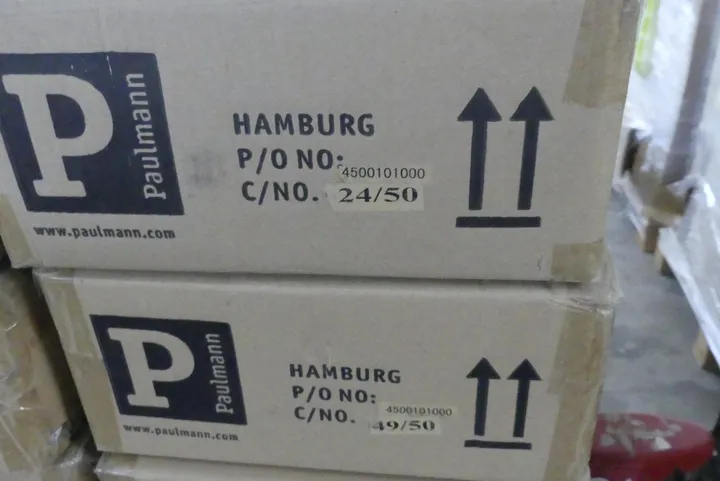 P Paulmann
www.paulmann.com
HAMBURG
P/O NO: 4500101000
C/NO. 24/50
P Paulmann
www.paulmann.com
HAMBURG
P/O NO: 4500101000
C/NO. 49/50